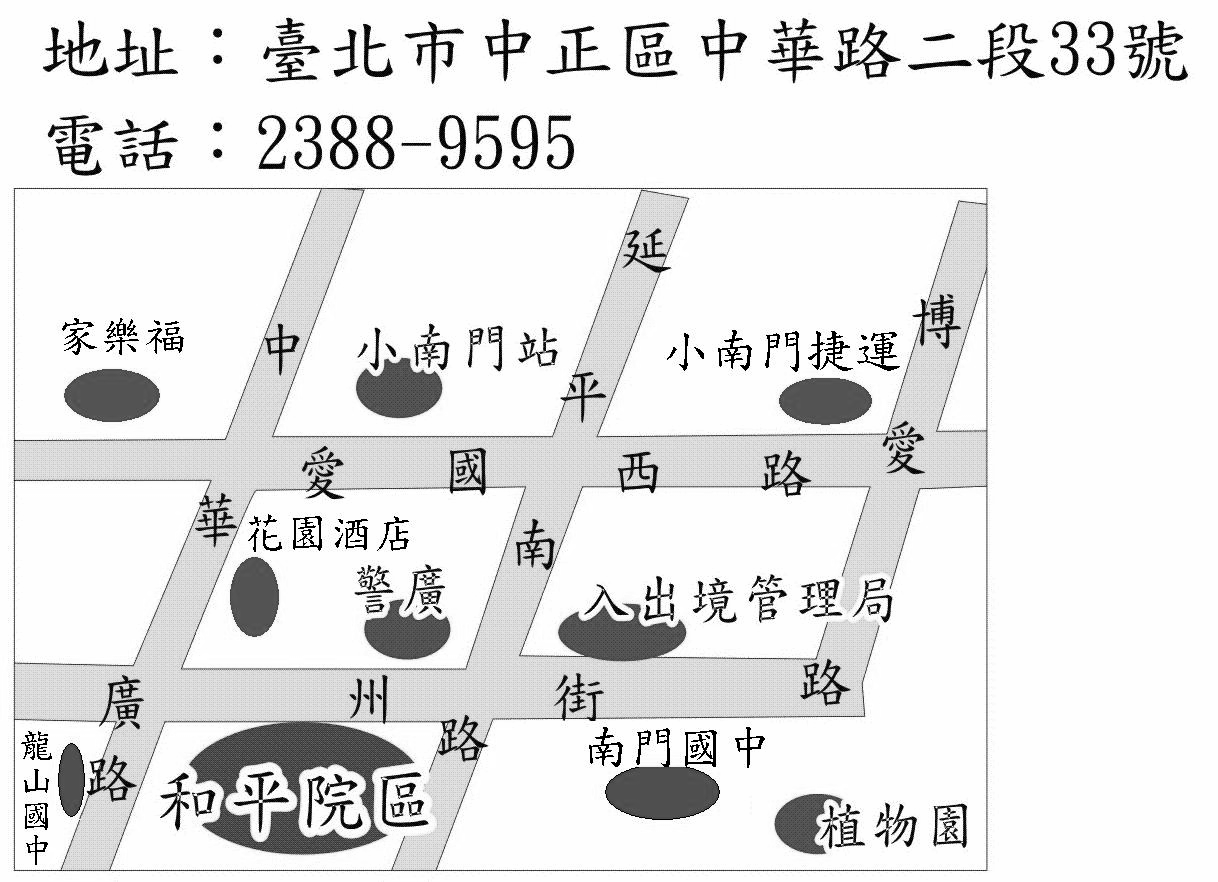 地址：臺北市中正區中華路二段33號
電話：2388-9595
延平南路
博愛路
家樂福
中華路
小南門站
小南門捷運
愛國西路
花園酒店
警廣
入出境管理局
廣州街
龍山國中
和平院區
南門國中
植物園